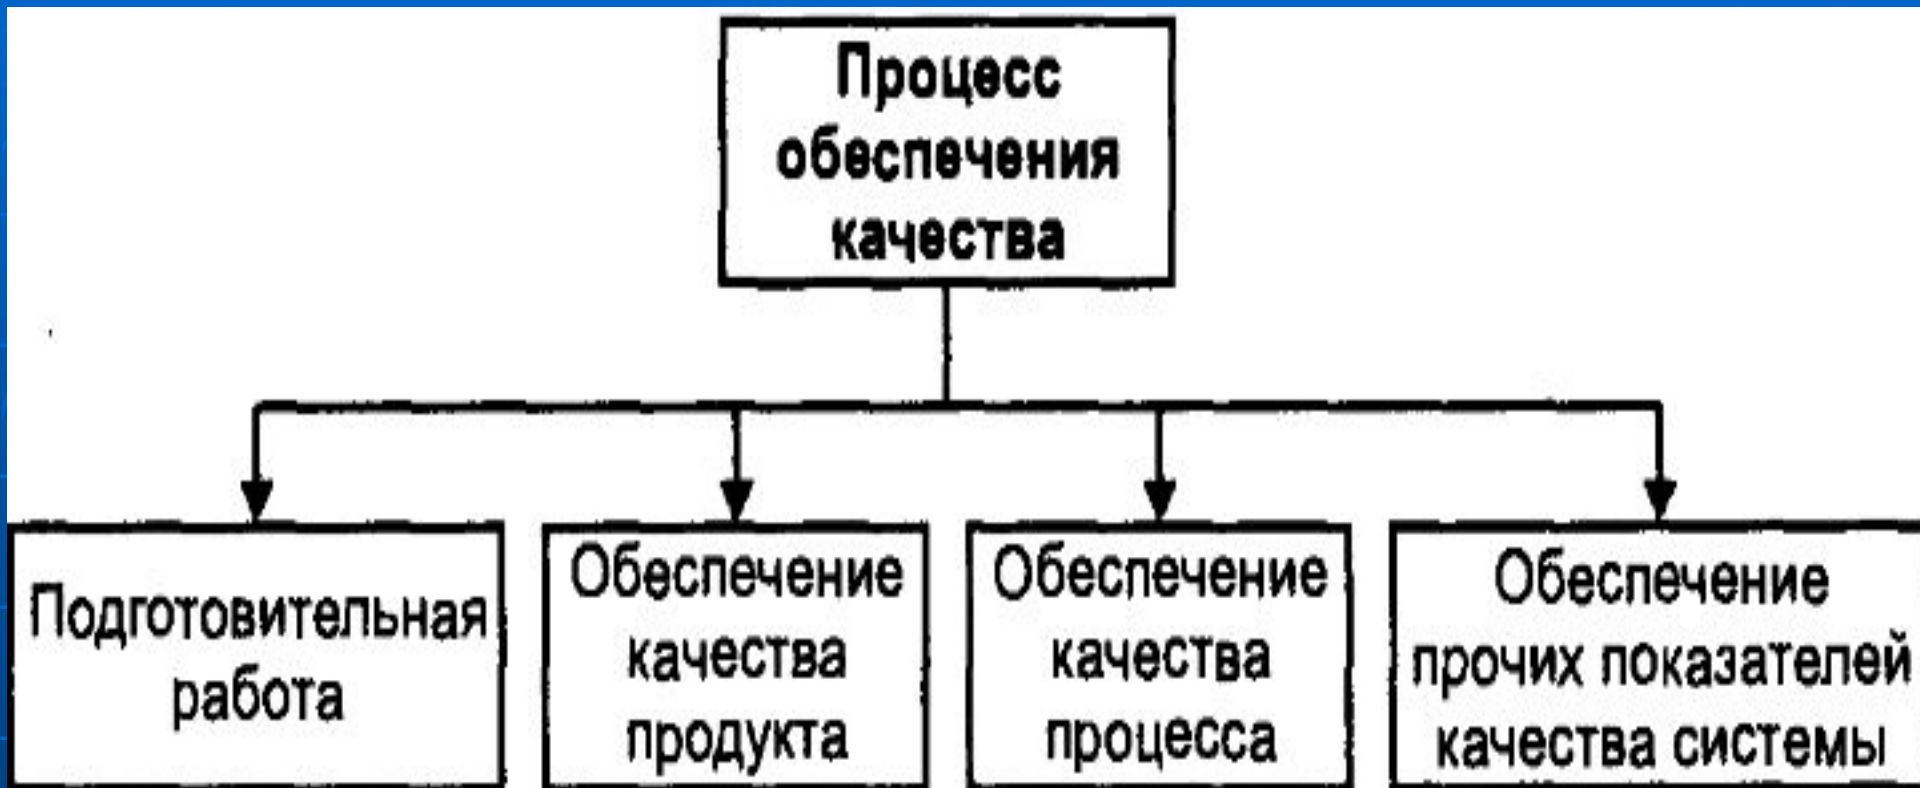 Процесс
обеспечения
качества
Подготовительная
работа
Обеспечение
качества
продукта
Обеспечение
качества
процесса
Обеспечение
прочих показателей
качества системы